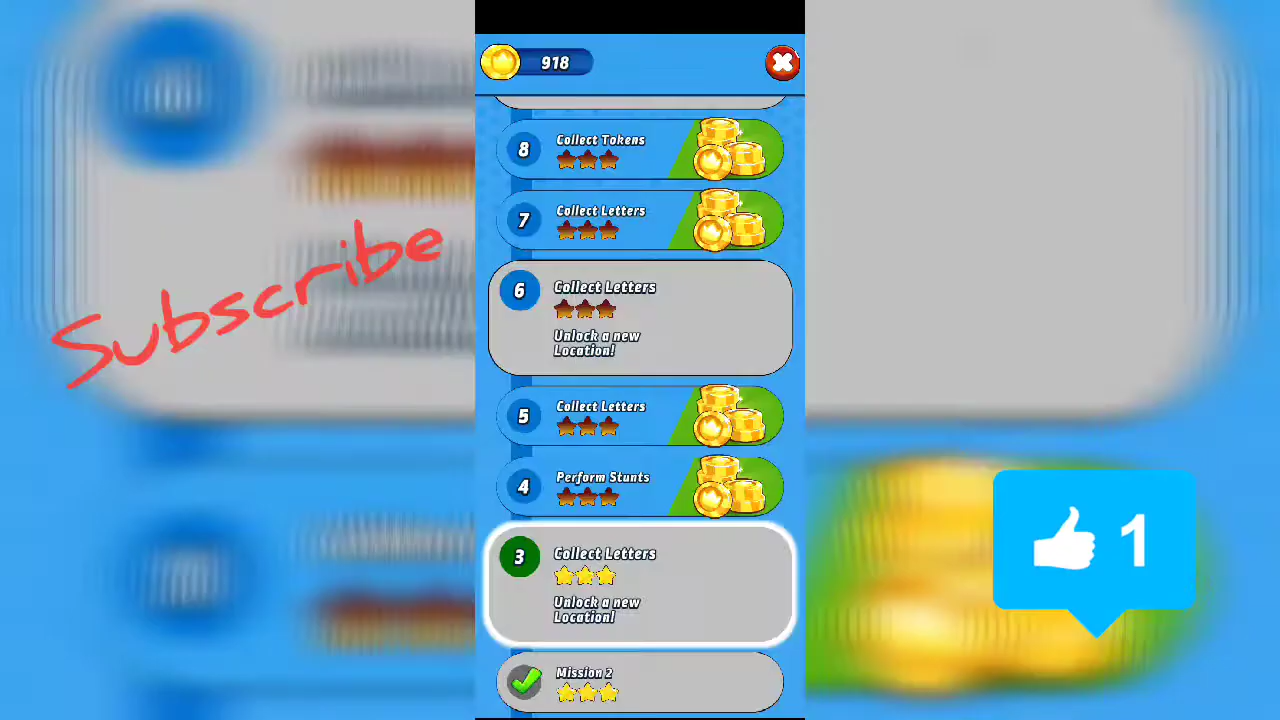 918
8
Collect Tokens
7
Collect Letters
6
Collect Letters
Unlock a new
Location!
5
Collect Letters
4
Perform Stunts
3
Collect Letters
Unlock a new
Location!
Mission 2
Subscribe
1